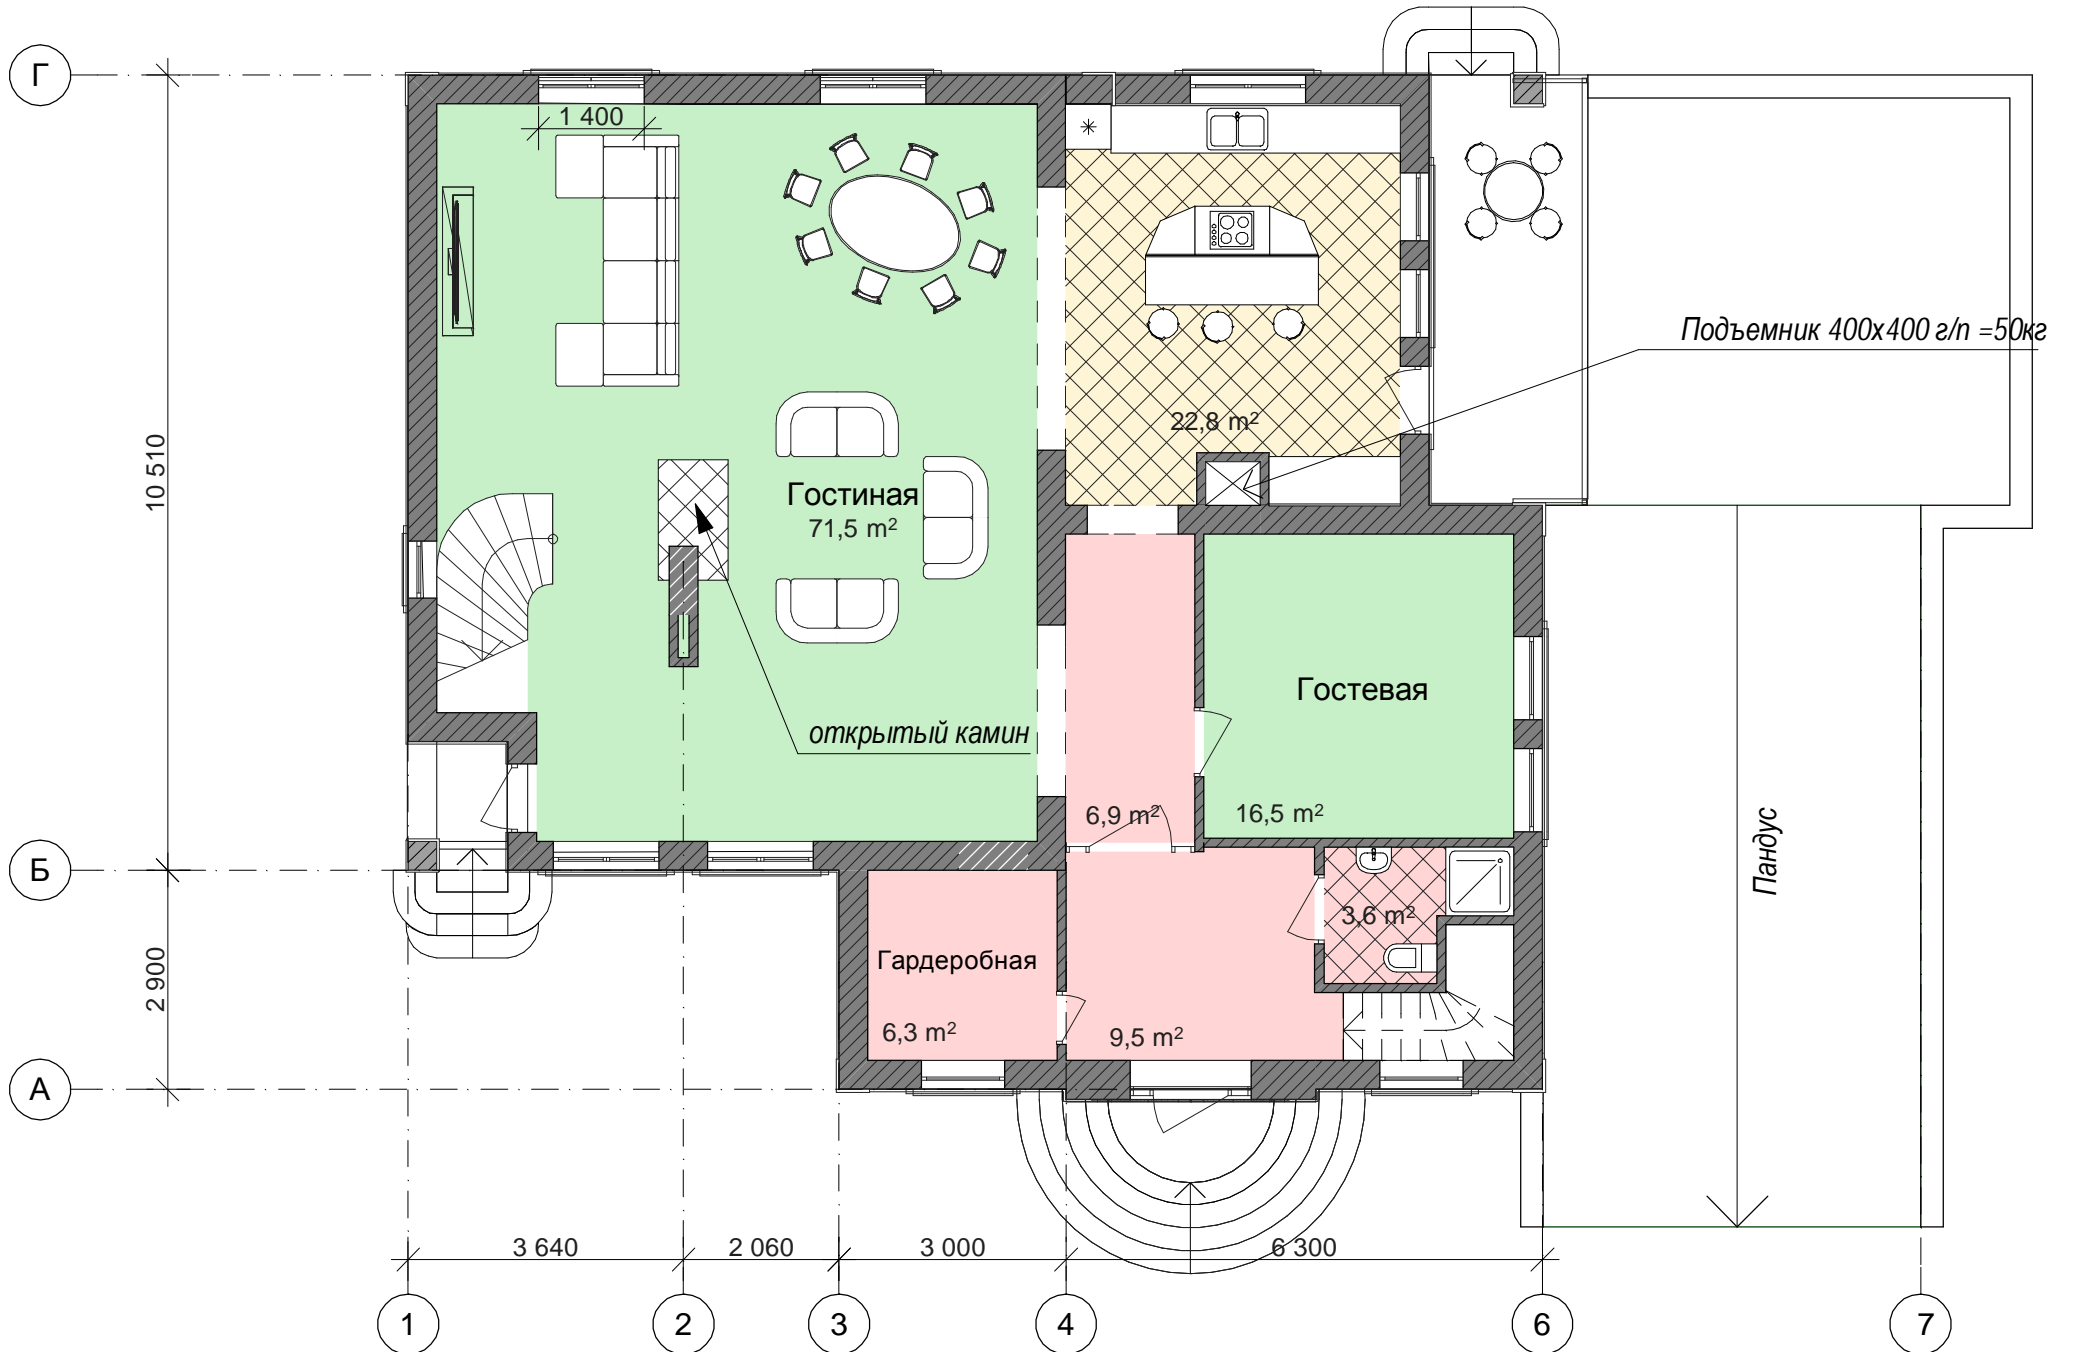 Г
1 400
Подъемник 400x400 г/п =50кг
22,8 m²
10 510
Гостиная
71,5 m²
Гостевая
открытый камин
6,9 m²
16,5 m²
Пандус
Б
3,6 m²
Гардеробная
2 900
6,3 m²
9,5 m²
А
3 640
2 060
3 000
6 300
1
2
3
4
6
7